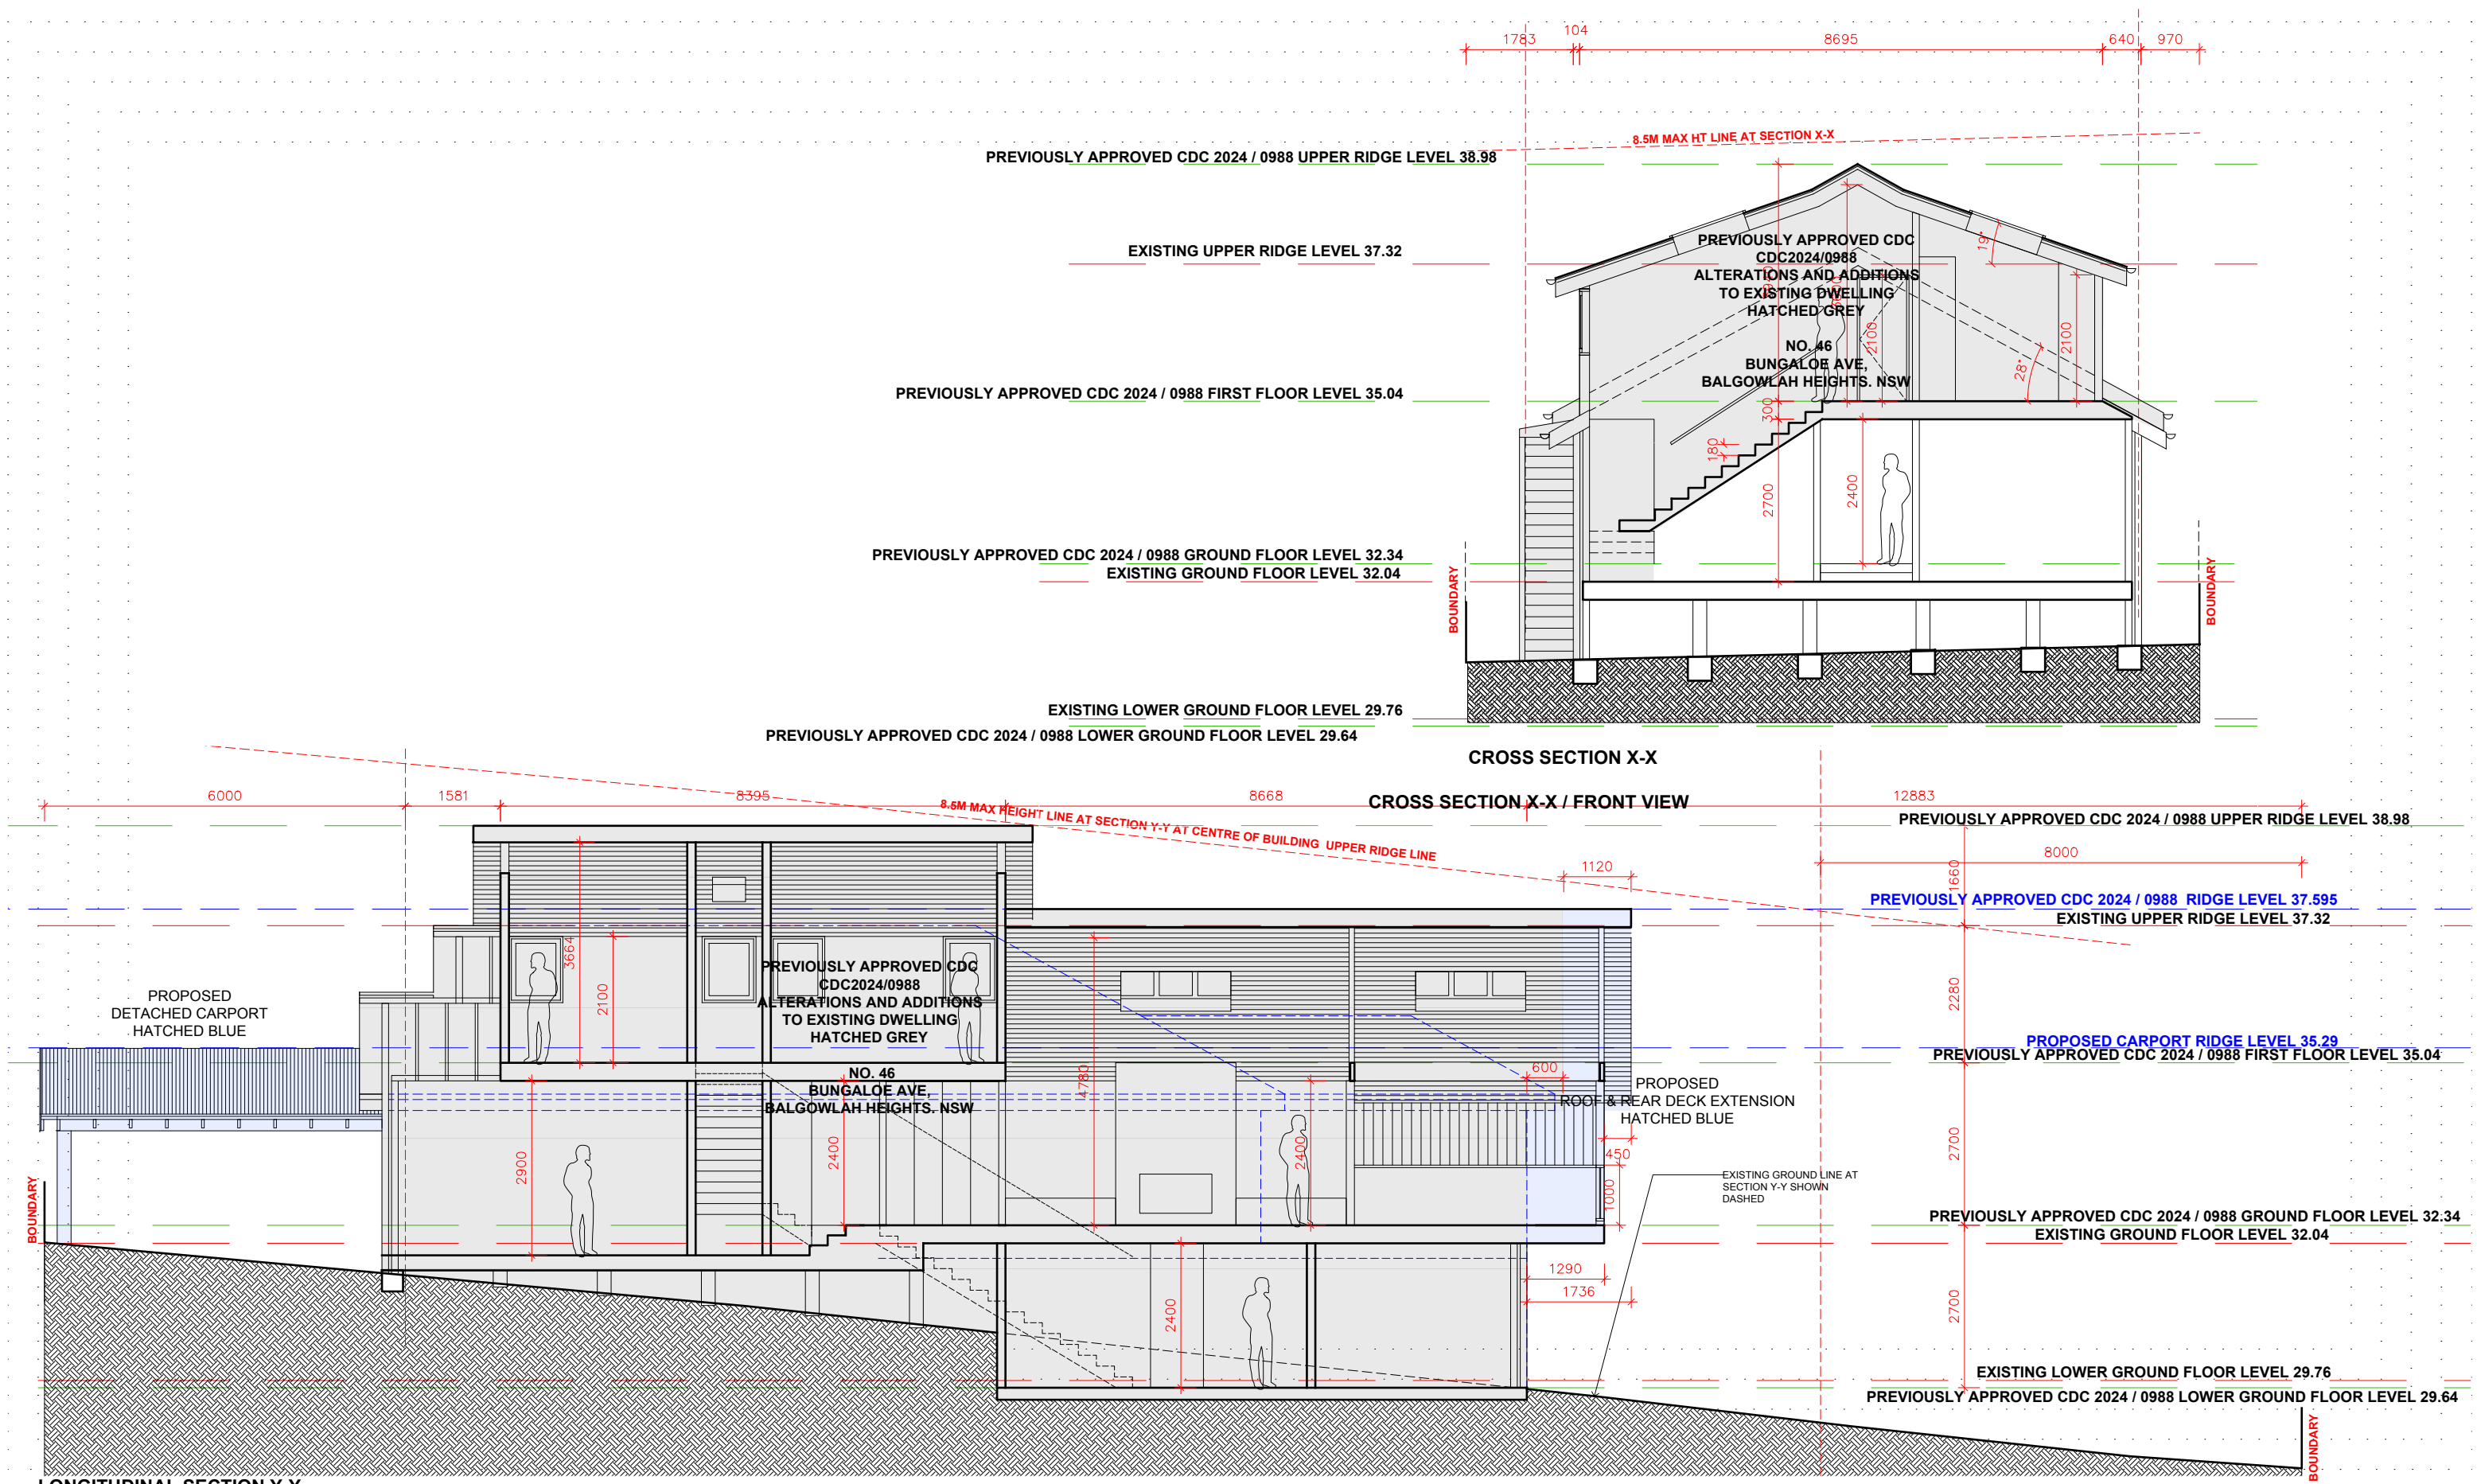 1783
104
8695
640
970
8.5M MAX HT LINE AT SECTION X-X
PREVIOUSLY APPROVED CDC 2024 / 0988 UPPER RIDGE LEVEL 38.98
EXISTING UPPER RIDGE LEVEL 37.32
PREVIOUSLY APPROVED CDC
CDC2024/0988
ALTERATIONS AND ADDITIONS
TO EXISTING DWELLING
HATCHED GREY
NO. 46
BUNGALOE AVE,
BALGOWLAH HEIGHTS. NSW
19°
28°
2100
2100
PREVIOUSLY APPROVED CDC 2024 / 0988 FIRST FLOOR LEVEL 35.04
300
180
2700
2400
PREVIOUSLY APPROVED CDC 2024 / 0988 GROUND FLOOR LEVEL 32.34
EXISTING GROUND FLOOR LEVEL 32.04
BOUNDARY
BOUNDARY
EXISTING LOWER GROUND FLOOR LEVEL 29.76
PREVIOUSLY APPROVED CDC 2024 / 0988 LOWER GROUND FLOOR LEVEL 29.64
CROSS SECTION X-X
6000
1581
8395
8668
CROSS SECTION X-X / FRONT VIEW
12883
8.5M MAX HEIGHT LINE AT SECTION Y-Y AT CENTRE OF BUILDING UPPER RIDGE LINE
PREVIOUSLY APPROVED CDC 2024 / 0988 UPPER RIDGE LEVEL 38.98
8000
1120
1660
PREVIOUSLY APPROVED CDC 2024 / 0988 RIDGE LEVEL 37.595
EXISTING UPPER RIDGE LEVEL 37.32
3664
2100
PREVIOUSLY APPROVED CDC
CDC2024/0988
ALTERATIONS AND ADDITIONS
TO EXISTING DWELLING
HATCHED GREY
NO. 46
BUNGALOE AVE,
BALGOWLAH HEIGHTS. NSW
PROPOSED
DETACHED CARPORT
HATCHED BLUE
2280
PROPOSED CARPORT RIDGE LEVEL 35.29
PREVIOUSLY APPROVED CDC 2024 / 0988 FIRST FLOOR LEVEL 35.04
4780
600
PROPOSED
ROOF & REAR DECK EXTENSION
HATCHED BLUE
2900
2400
2400
450
1000
2700
EXISTING GROUND LINE AT
SECTION Y-Y SHOWN
DASHED
BOUNDARY
PREVIOUSLY APPROVED CDC 2024 / 0988 GROUND FLOOR LEVEL 32.34
EXISTING GROUND FLOOR LEVEL 32.04
1290
1736
2400
2700
EXISTING LOWER GROUND FLOOR LEVEL 29.76
PREVIOUSLY APPROVED CDC 2024 / 0988 LOWER GROUND FLOOR LEVEL 29.64
BOUNDARY
LONGITUDINAL SECTION Y-Y